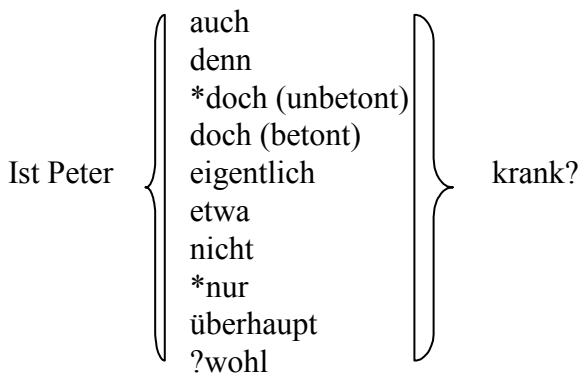 auch
denn
*doch (unbetont)
doch (betont)
Ist Peter eigentlich krank?
etwa
nicht
*nur
überhaupt
?wohl